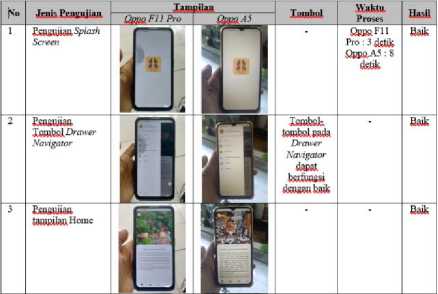 No
Jenis Pengujian
Tampilan
Oppo F11 Pro
Oppo A5
Tombol
Waktu
Proses
Hasil
1
Pengujian Splash
Screen
-
Oppo F11
Pro : 3 detik
Oppo A5 : 8
detik
Baik
2
Pengujian
Tombol Drawer
Navigator
Tombol-
tombol pada
Drawer
Navigator
dapat
berfungsi
dengan baik
-
Baik
3
Pengujian
tampilan Home
-
-
Baik